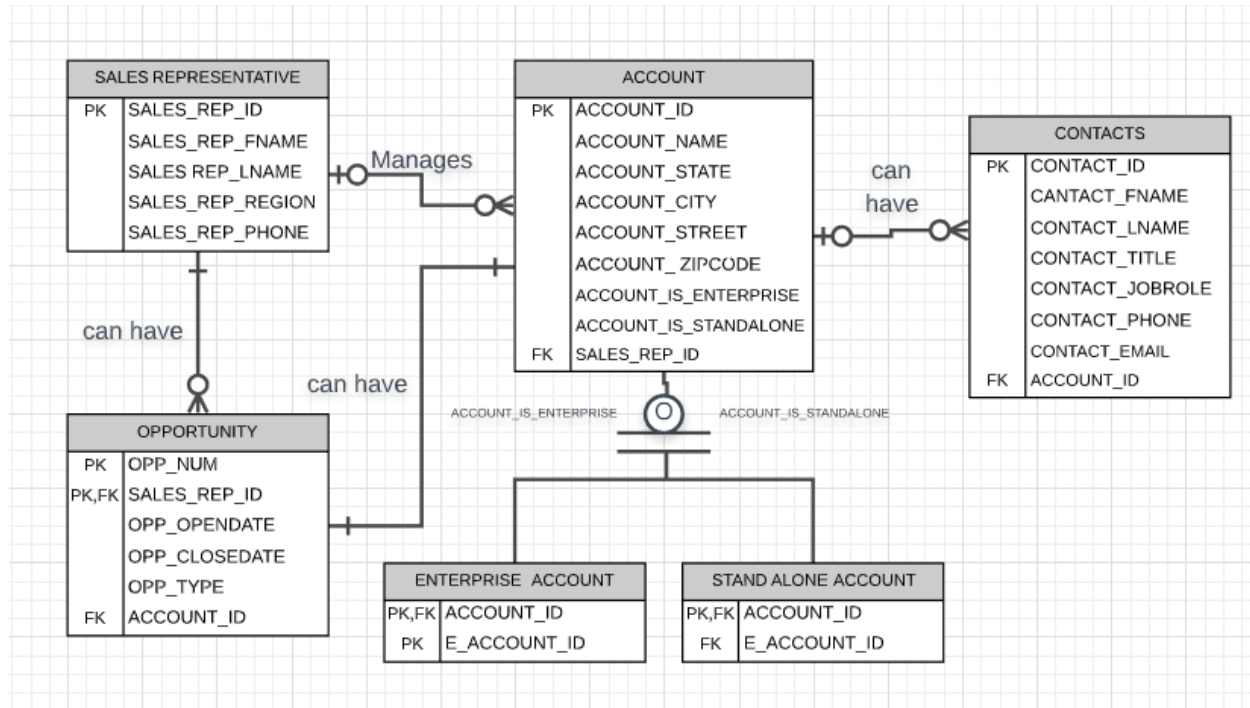 SALES REPRESENTATIVE
PK SALES_REP_ID
SALES_REP_FNAME
SALES REP_LNAME
SALES_REP_REGION
SALES_REP_PHONE
Manages
ACCOUNT
PK ACCOUNT_ID
ACCOUNT_NAME
ACCOUNT_STATE
ACCOUNT_CITY
ACCOUNT_STREET
ACCOUNT_ ZIPCODE
ACCOUNT_IS_ENTERPRISE
ACCOUNT_IS_STANDALONE
FK SALES_REP_ID
can
have
CONTACTS
PK CONTACT_ID
CANTACT_FNAME
CONTACT_LNAME
CONTACT_TITLE
CONTACT_JOBROLE
CONTACT_PHONE
CONTACT_EMAIL
FK ACCOUNT_ID
can have
can have
ACCOUNT_IS_ENTERPRISE O ACCOUNT_IS_STANDALONE
OPPORTUNITY
PK OPP_NUM
PK,FK SALES_REP_ID
OPP_OPENDATE
OPP_CLOSEDATE
OPP_TYPE
FK ACCOUNT_ID
ENTERPRISE ACCOUNT
PK,FK ACCOUNT_ID
PK E_ACCOUNT_ID
STAND ALONE ACCOUNT
PK,FK ACCOUNT_ID
FK E_ACCOUNT_ID